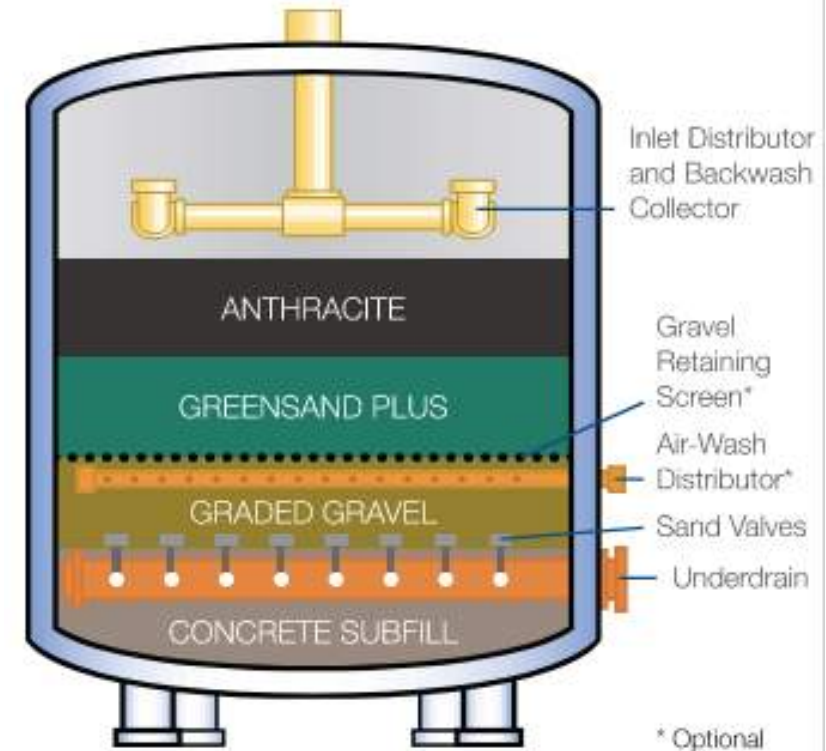 Inlet Distributor
and Backwash
Collector
ANTHRACITE
Gravel
Retaining
Screen*
GREENSAND PLUS
Air-Wash
Distributor*
GRADED GRAVEL
Sand Valves
Underdrain
CONCRETE SUBFILL
* Optional